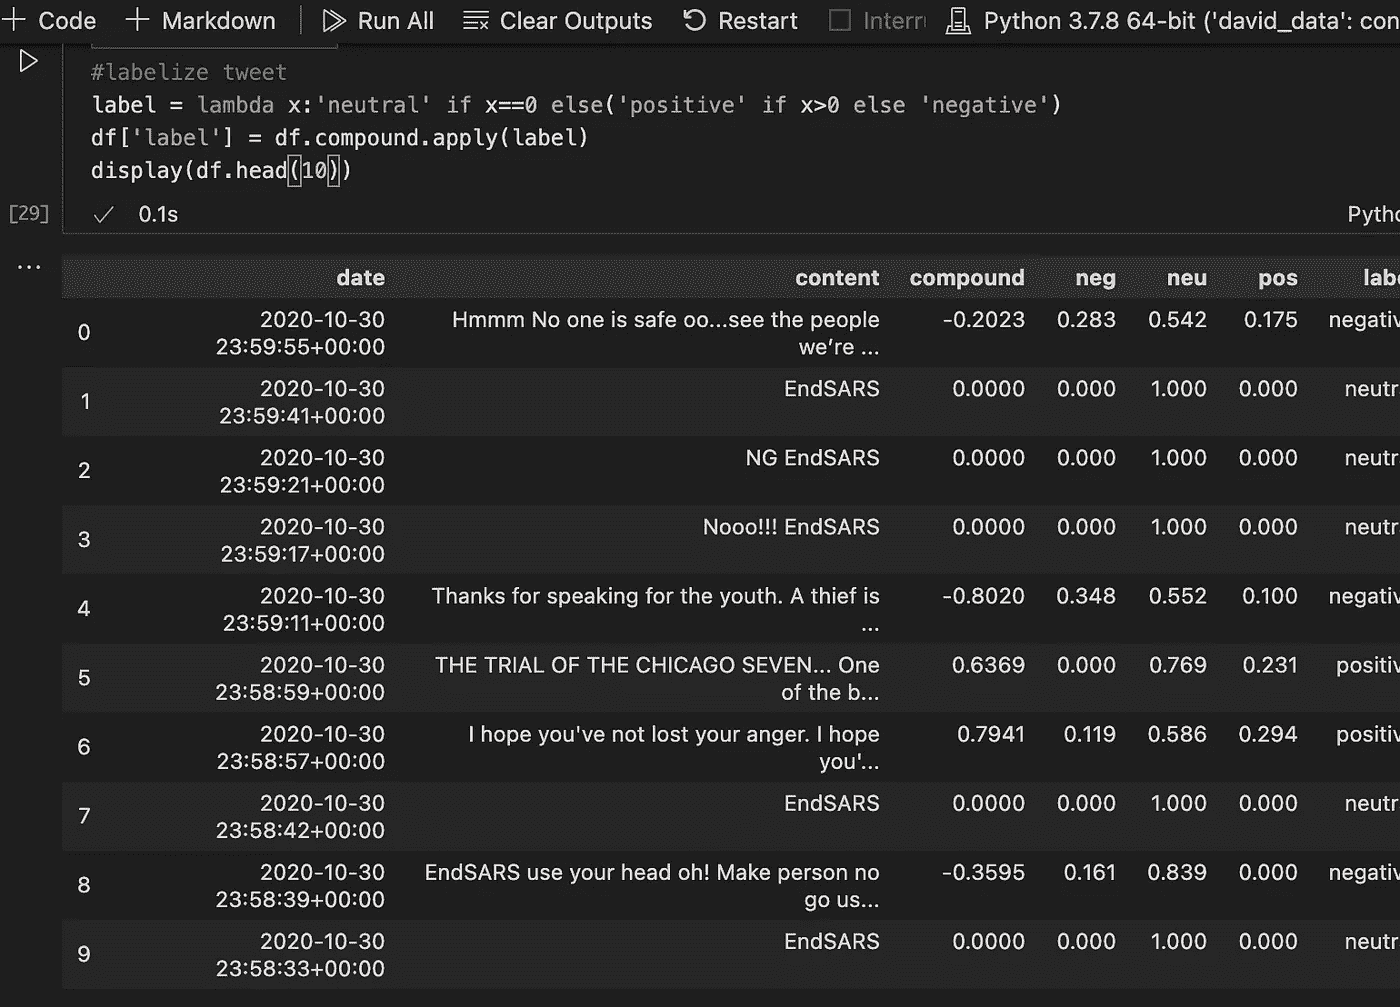 Code Markdown Run All Clear Outputs Restart Interr Python 3.7.8 64-bit ('david_data': con
#labelize tweet
label = lambda x:'neutral' if x==0 else('positive' if x>0 else 'negative')
df['label'] = df.compound.apply(label)
display(df.head(10))
[29] 0.1s Pytho
date content compound neg neu pos labe
0 2020-10-30 Hmmm No one is safe oo...see the people -0.2023 0.283 0.542 0.175 negativ
23:59:55+00:00 we’re ...
1 2020-10-30 EndSARS 0.0000 0.000 1.000 0.000 neutr
23:59:41+00:00
2 2020-10-30 NG EndSARS 0.0000 0.000 1.000 0.000 neutr
23:59:21+00:00
3 2020-10-30 Nooo!!! EndSARS 0.0000 0.000 1.000 0.000 neutr
23:59:17+00:00
4 2020-10-30 Thanks for speaking for the youth. A thief is -0.8020 0.348 0.552 0.100 negativ
23:59:11+00:00 ...
5 2020-10-30 THE TRIAL OF THE CHICAGO SEVEN... One 0.6369 0.000 0.769 0.231 positiv
23:58:59+00:00 of the b...
6 2020-10-30 I hope you've not lost your anger. I hope 0.7941 0.119 0.586 0.294 positiv
23:58:57+00:00 you'...
7 2020-10-30 EndSARS 0.0000 0.000 1.000 0.000 neutr
23:58:42+00:00
8 2020-10-30 EndSARS use your head oh! Make person no -0.3595 0.161 0.839 0.000 negativ
23:58:39+00:00 go us...
9 2020-10-30 EndSARS 0.0000 0.000 1.000 0.000 neutr
23:58:33+00:00